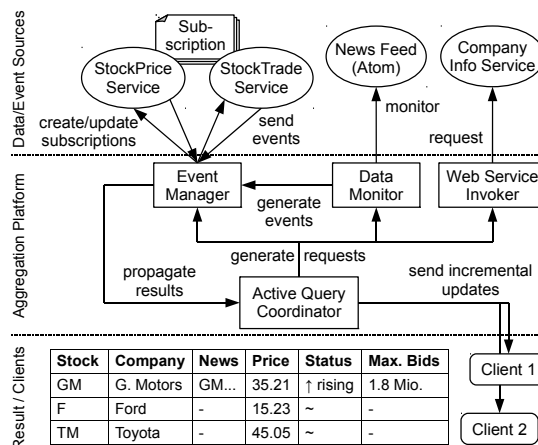 Data/Event Sources
Sub-
scription
StockPrice
Service
StockTrade
Service
News Feed
(Atom)
Company
Info Service
create/update
subscriptions
send
events
monitor
request
Aggregation Platform
Event
Manager
Data
Monitor
Web Service
Invoker
generate
events
generate requests
propagate
results
Active Query
Coordinator
send incremental
updates
Result / Clients
Stock Company News Price Status Max. Bids
GM G. Motors GM... 35.21 ↑ rising 1.8 Mio.
F Ford - 15.23 ~ -
TM Toyota - 45.05 ~ -
Client 1
Client 2